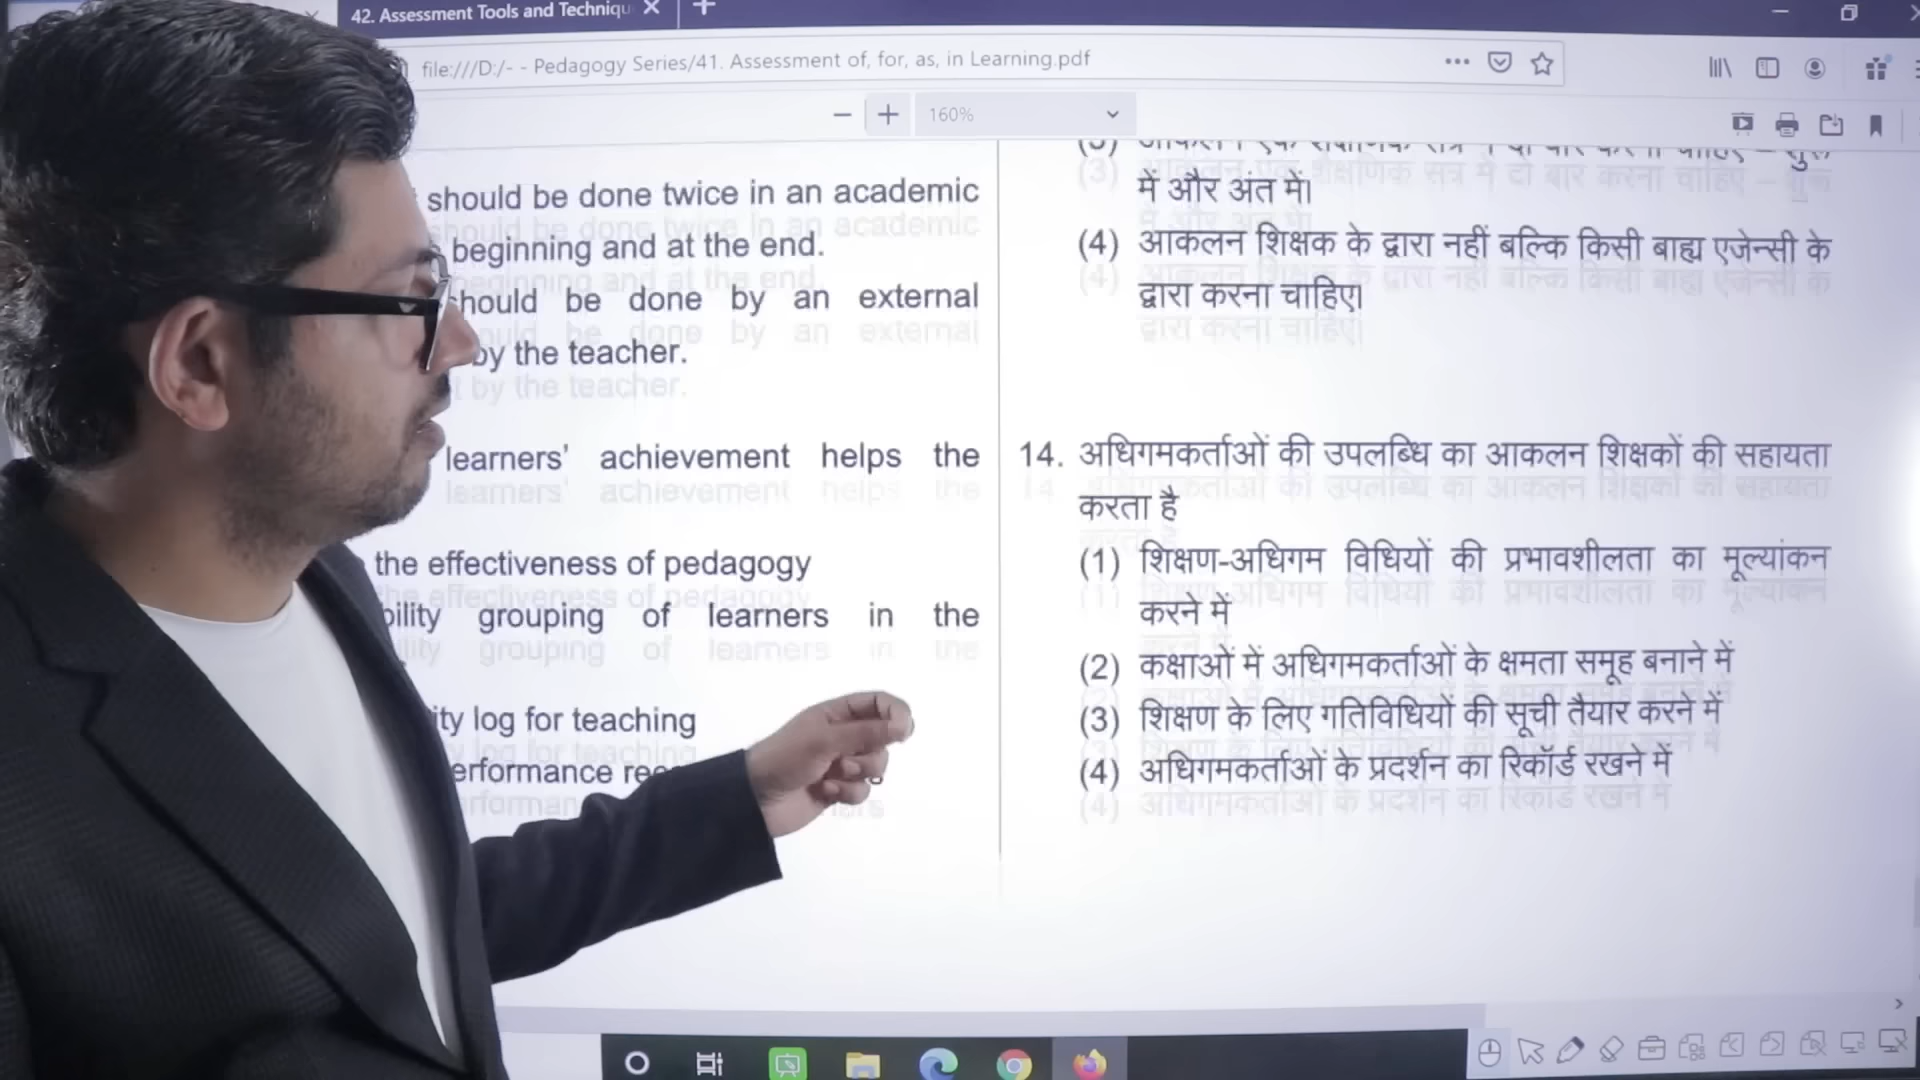 42. Assessment Tools and Techniqu
file:///D:/- - Pedagogy Series/41. Assessment of, for, as, in Learning.pdf
160%
should be done twice in an academic
beginning and at the end.
should be done by an external
by the teacher.
learners' achievement helps the
the effectiveness of pedagogy
grouping of learners in the
log for teaching
में और अंत में।
(4) आकलन शिक्षक के द्वारा नहीं बल्कि किसी बाह्य एजेन्सी के
द्वारा करना चाहिए।
14. अधिगमकर्ताओं की उपलब्धि का आकलन शिक्षकों की सहायता
करता है
(1) शिक्षण-अधिगम विधियों की प्रभावशीलता का मूल्यांकन
करने में
(2) कक्षाओं में अधिगमकर्ताओं के क्षमता समूह बनाने में
(3) शिक्षण के लिए गतिविधियों की सूची तैयार करने में
(4) अधिगमकर्ताओं के प्रदर्शन का रिकॉर्ड रखने में